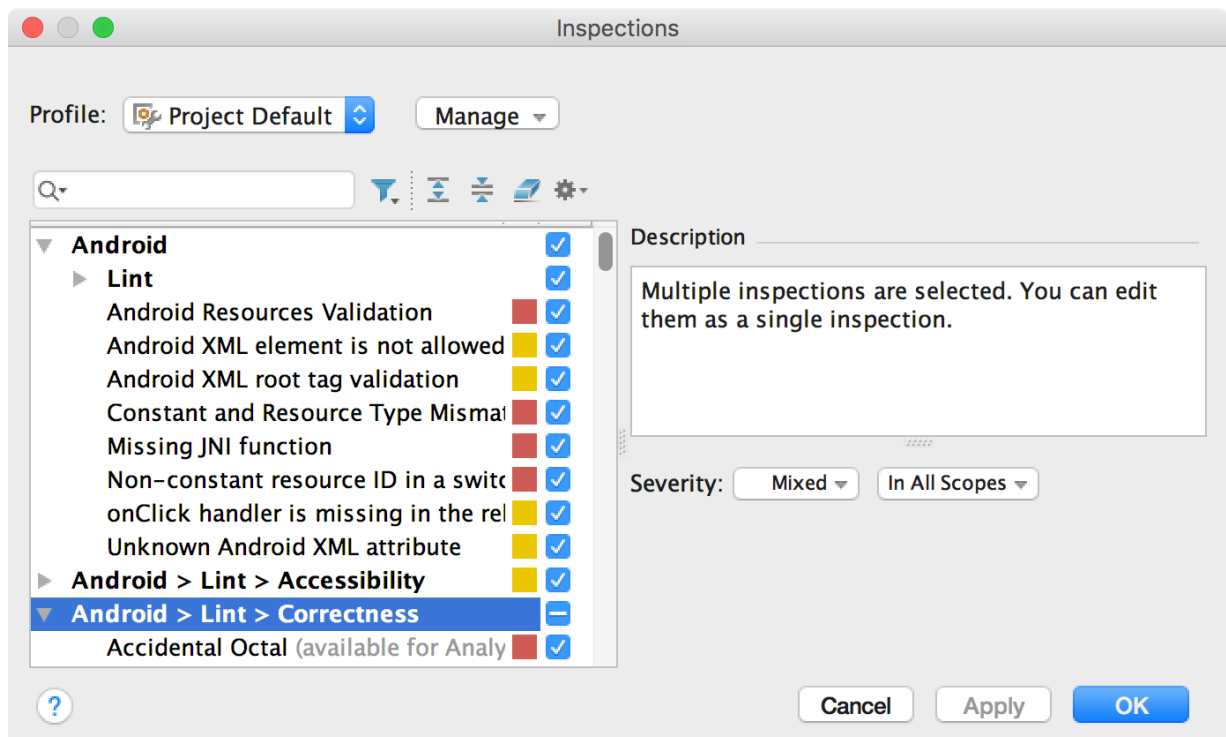 Inspections
Profile: Project Default Manage
Android
Lint
Android Resources Validation
Android XML element is not allowed
Android XML root tag validation
Constant and Resource Type Mismat
Missing JNI function
Non-constant resource ID in a switc
onClick handler is missing in the rel
Unknown Android XML attribute
Android > Lint > Accessibility
Android > Lint > Correctness
Accidental Octal (available for Analy
Description
Multiple inspections are selected. You can edit
them as a single inspection.
Severity: Mixed In All Scopes
? Cancel Apply OK